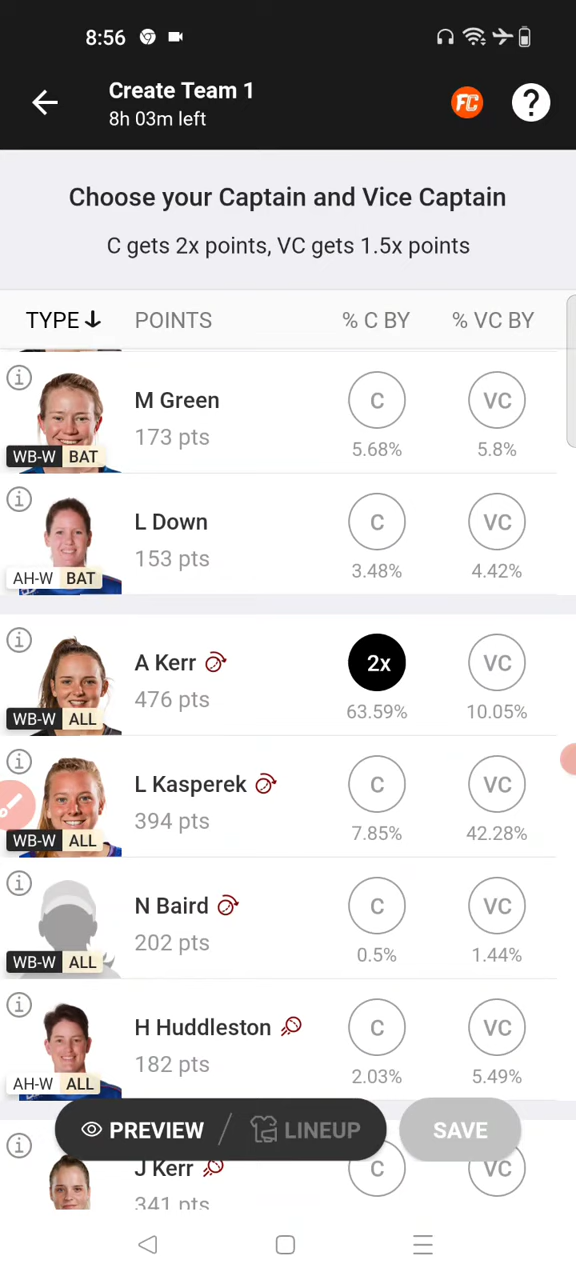 8:56
Create Team 1
8h 03m left
FC
?
Choose your Captain and Vice Captain
C gets 2x points, VC gets 1.5x points
TYPE POINTS % C BY % VC BY
M Green C VC
173 pts
WB-W BAT 5.68% 5.8%
L Down C VC
153 pts
AH-W BAT 3.48% 4.42%
A Kerr 2x VC
476 pts
WB-W ALL 63.59% 10.05%
L Kasperek C VC
394 pts
WB-W ALL 7.85% 42.28%
N Baird C VC
202 pts
WB-W ALL 0.5% 1.44%
H Huddleston C VC
182 pts
AH-W ALL 2.03% 5.49%
PREVIEW / LINEUP SAVE
J Kerr C VC
341 pts